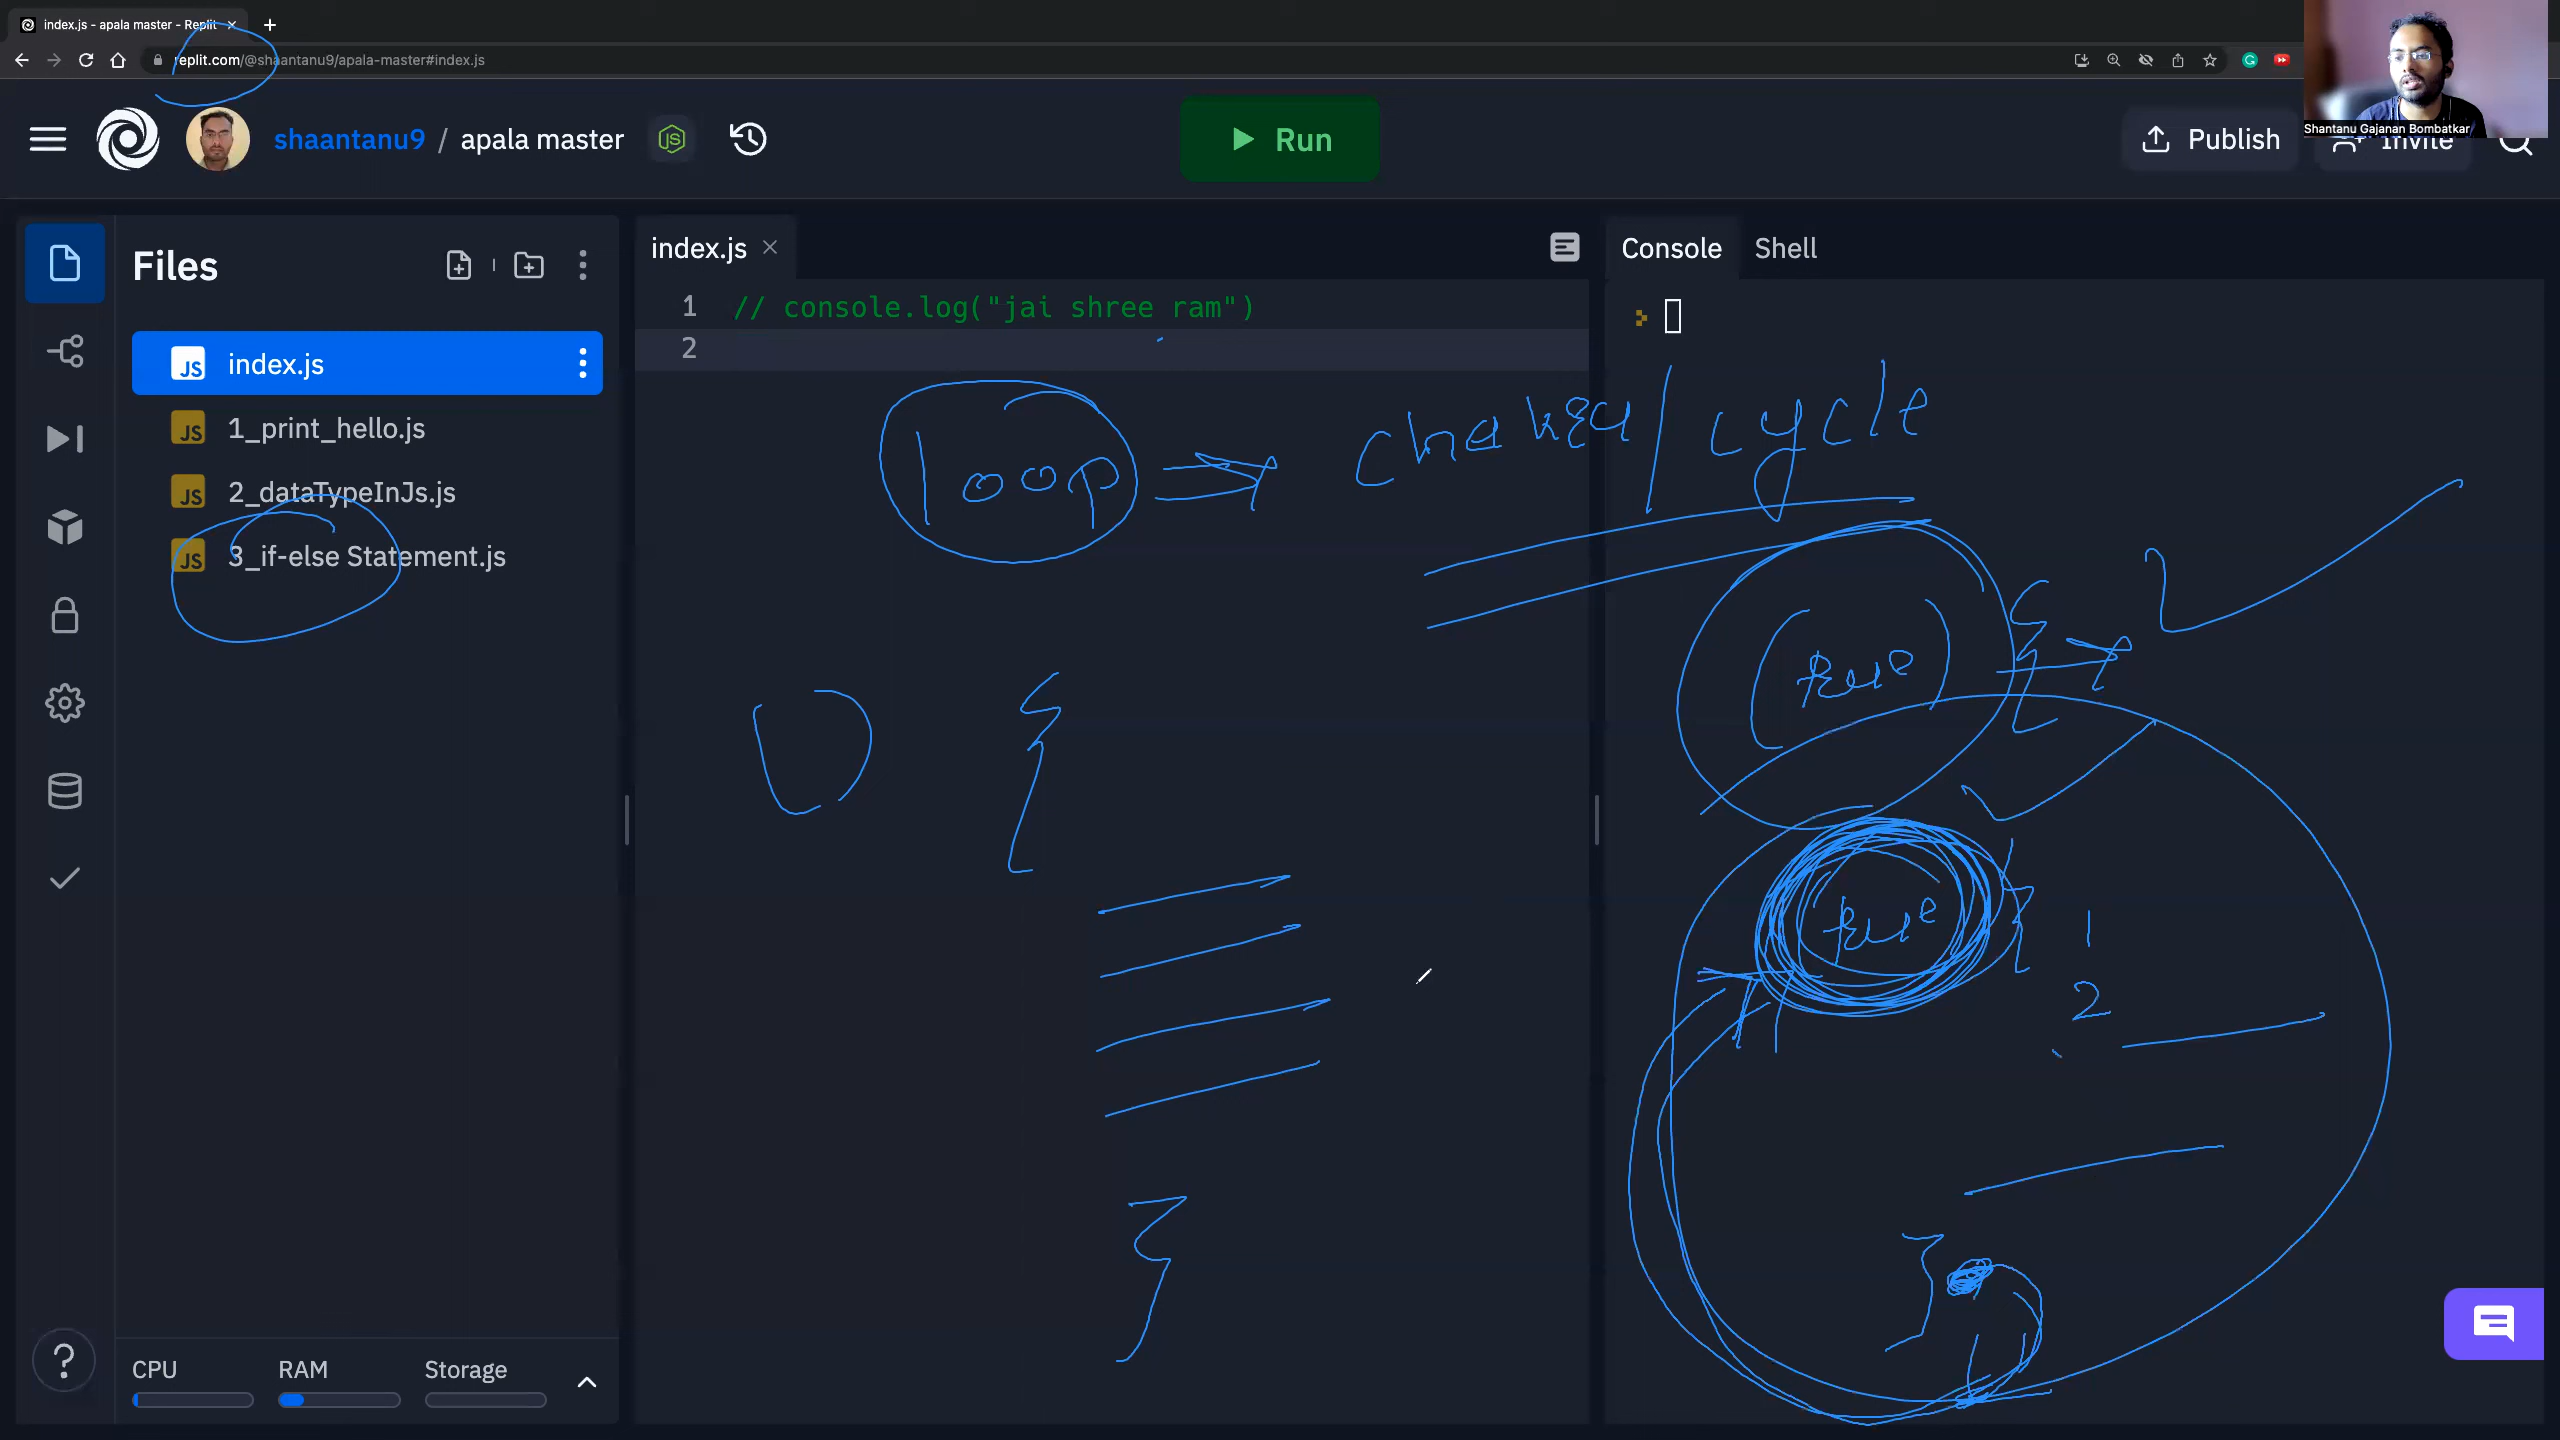 index.js - apala master - Replit
replit.com/@shaantanu9/apala-master#index.js
Shantanu Gajanan Bombatkar
shaantanu9 / apala master
Run
Publish
Invite
Files
index.js
Console
Shell
1 // console.log("jai shree ram")
2
index.js
1_print_hello.js
2_dataTypeInJs.js
3_if-else Statement.js
loop
/ cycle
{
(true) {
(true) {
1
2
}
}
CPU
RAM
Storage